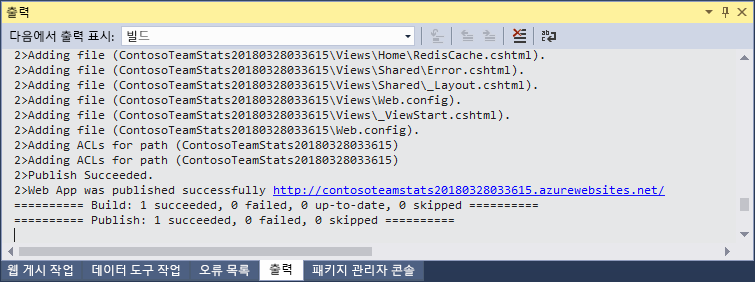 출력
다음에서 출력 표시: 빌드
2>Adding file (ContosoTeamStats20180328033615\Views\Home\RedisCache.cshtml).
2>Adding file (ContosoTeamStats20180328033615\Views\Shared\Error.cshtml).
2>Adding file (ContosoTeamStats20180328033615\Views\Shared\_Layout.cshtml).
2>Adding file (ContosoTeamStats20180328033615\Views\Web.config).
2>Adding file (ContosoTeamStats20180328033615\Views\_ViewStart.cshtml).
2>Adding file (ContosoTeamStats20180328033615\Web.config).
2>Adding ACLs for path (ContosoTeamStats20180328033615)
2>Adding ACLs for path (ContosoTeamStats20180328033615)
2>Publish Succeeded.
2>Web App was published successfully http://contosoteamstats20180328033615.azurewebsites.net/
========== Build: 1 succeeded, 0 failed, 0 up-to-date, 0 skipped ==========
========== Publish: 1 succeeded, 0 failed, 0 skipped ==========
웹 게시 작업 데이터 도구 작업 오류 목록 출력 패키지 관리자 콘솔